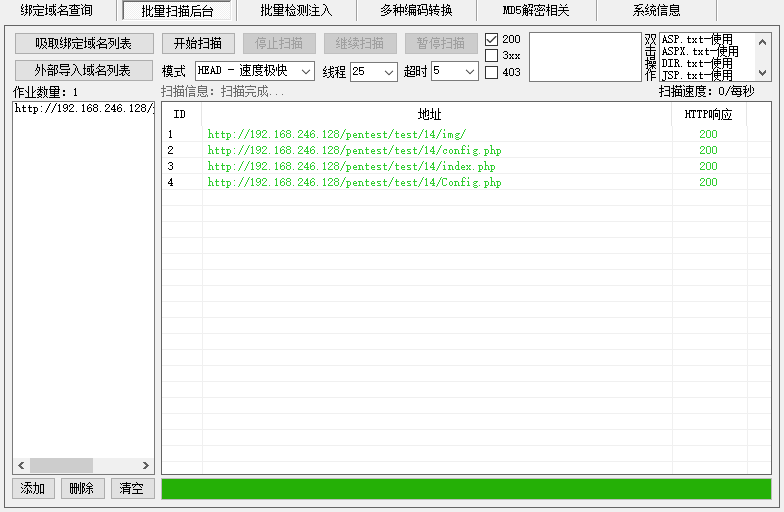 绑定域名查询 批量扫描后台 批量检测注入 多种编码转换 MD5解密相关 系统信息
吸取绑定域名列表 开始扫描 停止扫描 继续扫描 暂停扫描 200 双击操作 ASP.txt-使用
3xx ASPX.txt-使用
外部导入域名列表 模式 HEAD - 速度极快 线程 25 超时 5 403 DIR.txt-使用
JSP.txt-使用
作业数量: 1 扫描信息: 扫描完成... 扫描速度: 0/每秒
http://192.168.246.128/
ID 地址 HTTP响应
1 http://192.168.246.128/pentest/test/14/img/ 200
2 http://192.168.246.128/pentest/test/14/config.php 200
3 http://192.168.246.128/pentest/test/14/index.php 200
4 http://192.168.246.128/pentest/test/14/Config.php 200
添加 删除 清空